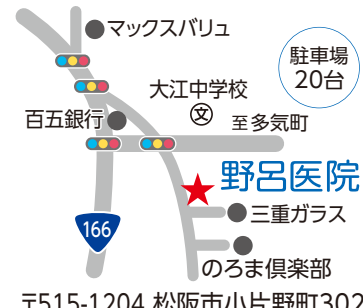 マックスバリュ
駐車場
20台
大江中学校
文
百五銀行
至多気町
野呂医院
166
三重ガラス
のろま倶楽部
〒515-1204 松阪市小片野町302